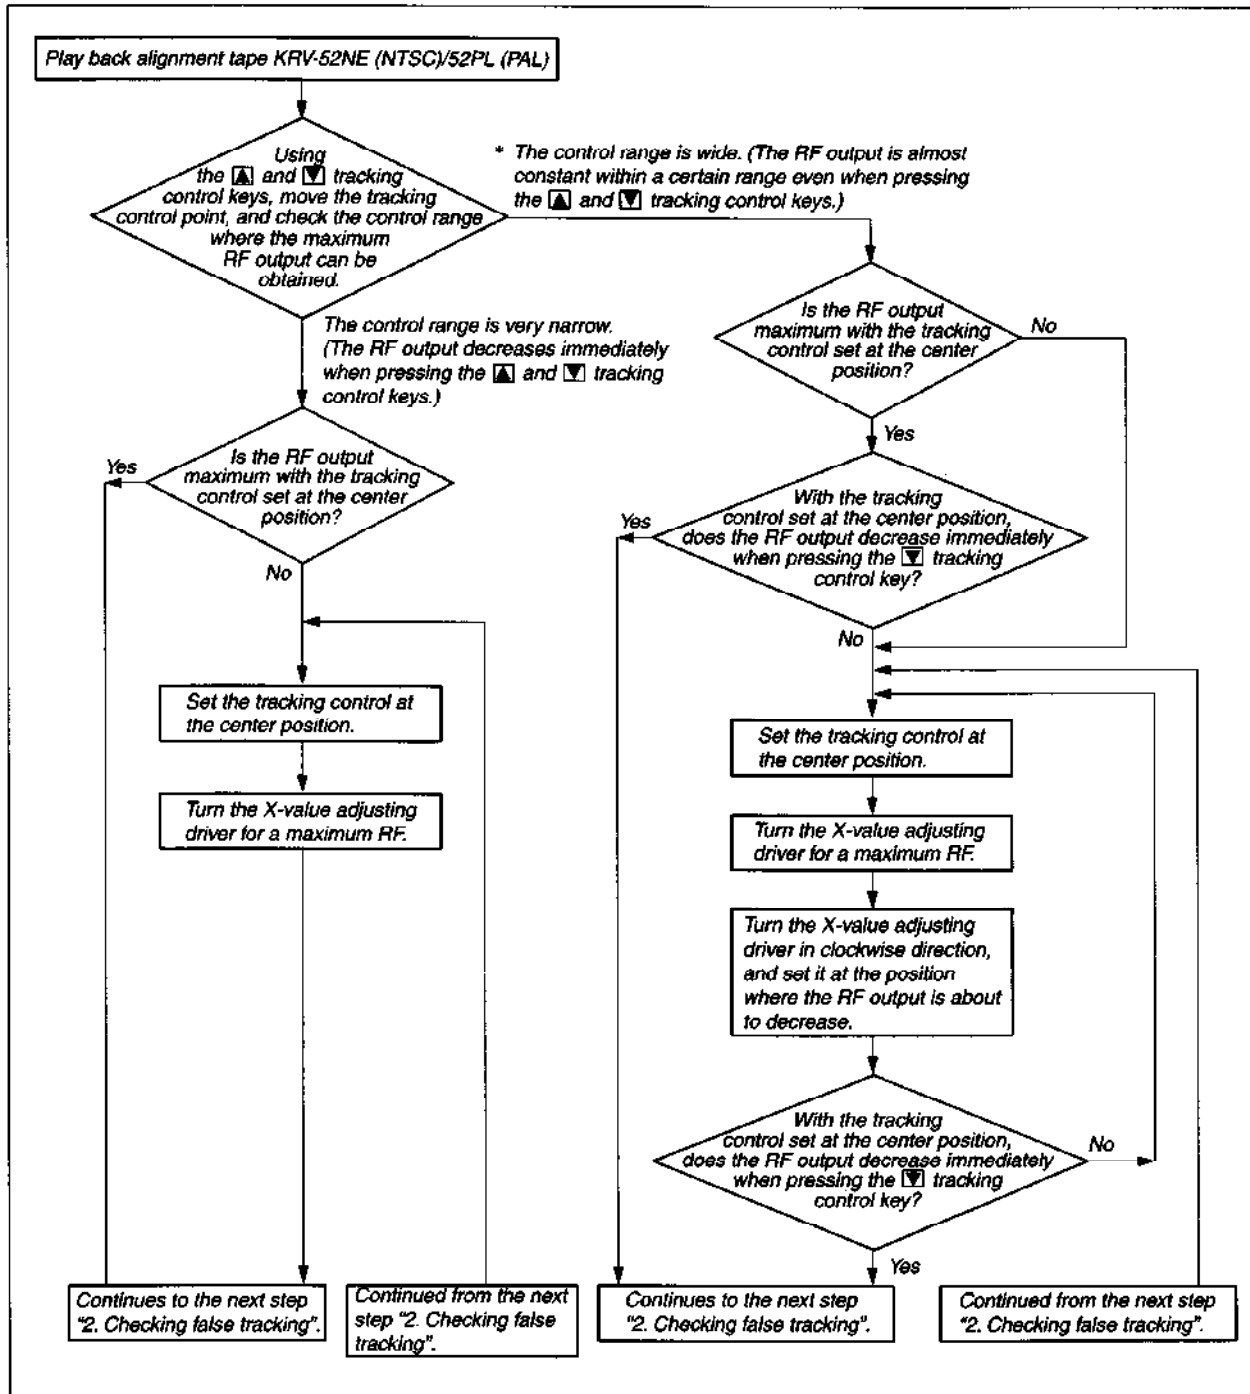 Play back alignment tape KRV-52NE (NTSC)/52PL (PAL)
Using
the ▲ and ▼ tracking
control keys, move the tracking
control point, and check the control range
where the maximum
RF output can be
obtained.
* The control range is wide. (The RF output is almost
constant within a certain range even when pressing
the ▲ and ▼ tracking control keys.)
The control range is very narrow.
(The RF output decreases immediately
when pressing the ▲ and ▼ tracking
control keys.)
Is the RF output
maximum with the tracking
control set at the center
position?
Yes
No
Set the tracking control at
the center position.
Turn the X-value adjusting
driver for a maximum RF.
Continues to the next step
"2. Checking false tracking".
Continued from the next
step "2. Checking false
tracking".
Is the RF output
maximum with the tracking
control set at the center
position?
No
Yes
With the tracking
control set at the center position,
does the RF output decrease immediately
when pressing the ▼ tracking
control key?
Yes
No
Set the tracking control at
the center position.
Turn the X-value adjusting
driver for a maximum RF.
Turn the X-value adjusting
driver in clockwise direction,
and set it at the position
where the RF output is about
to decrease.
With the tracking
control set at the center position,
does the RF output decrease immediately
when pressing the ▼ tracking
control key?
No
Yes
Continues to the next step
"2. Checking false tracking".
Continued from the next step
"2. Checking false tracking".